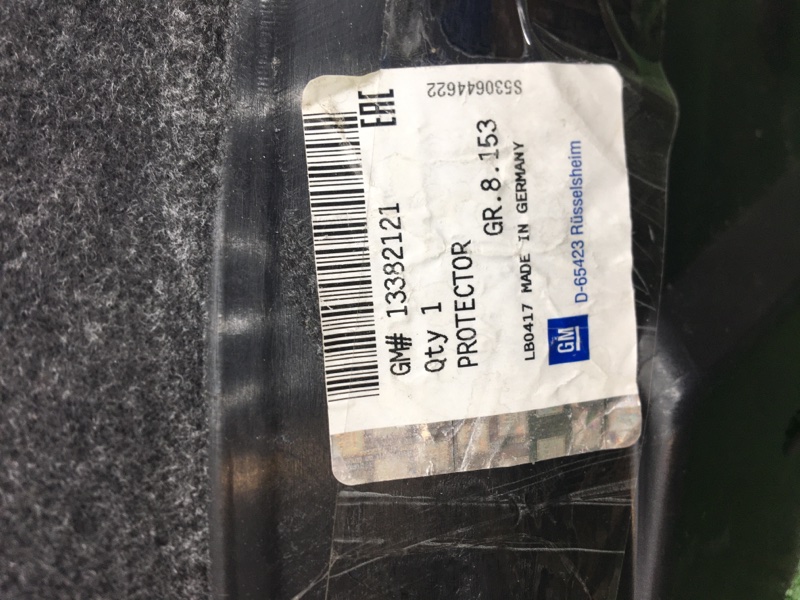 EAC
GM# 13382121
Qty 1
PROTECTOR
GR.8.153
LB0417 MADE IN GERMANY
GM
D-65423 Rüsselsheim
S530644622